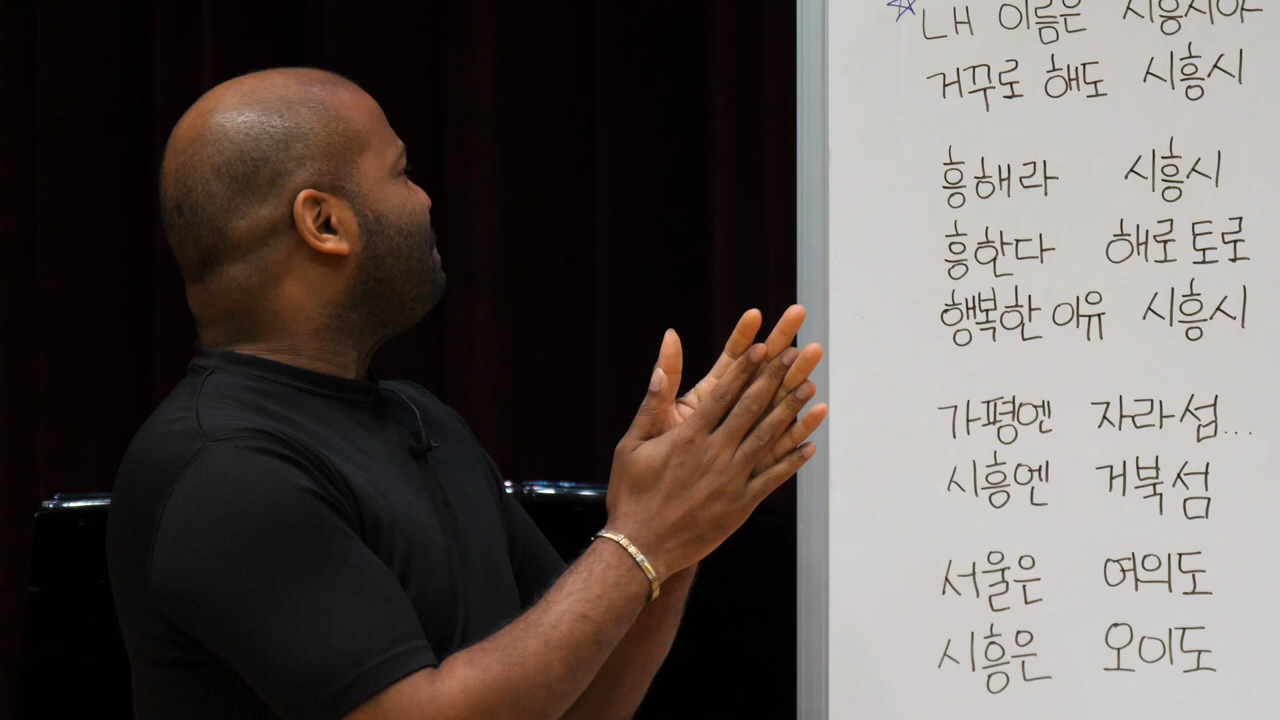 ☆ 내 이름은 시흥시야
거꾸로 해도 시흥시
흥해라 시흥시
흥한다 해로토로
행복한 이유 시흥시
가평엔 자라섬...
시흥엔 거북섬
서울은 여의도
시흥은 오이도